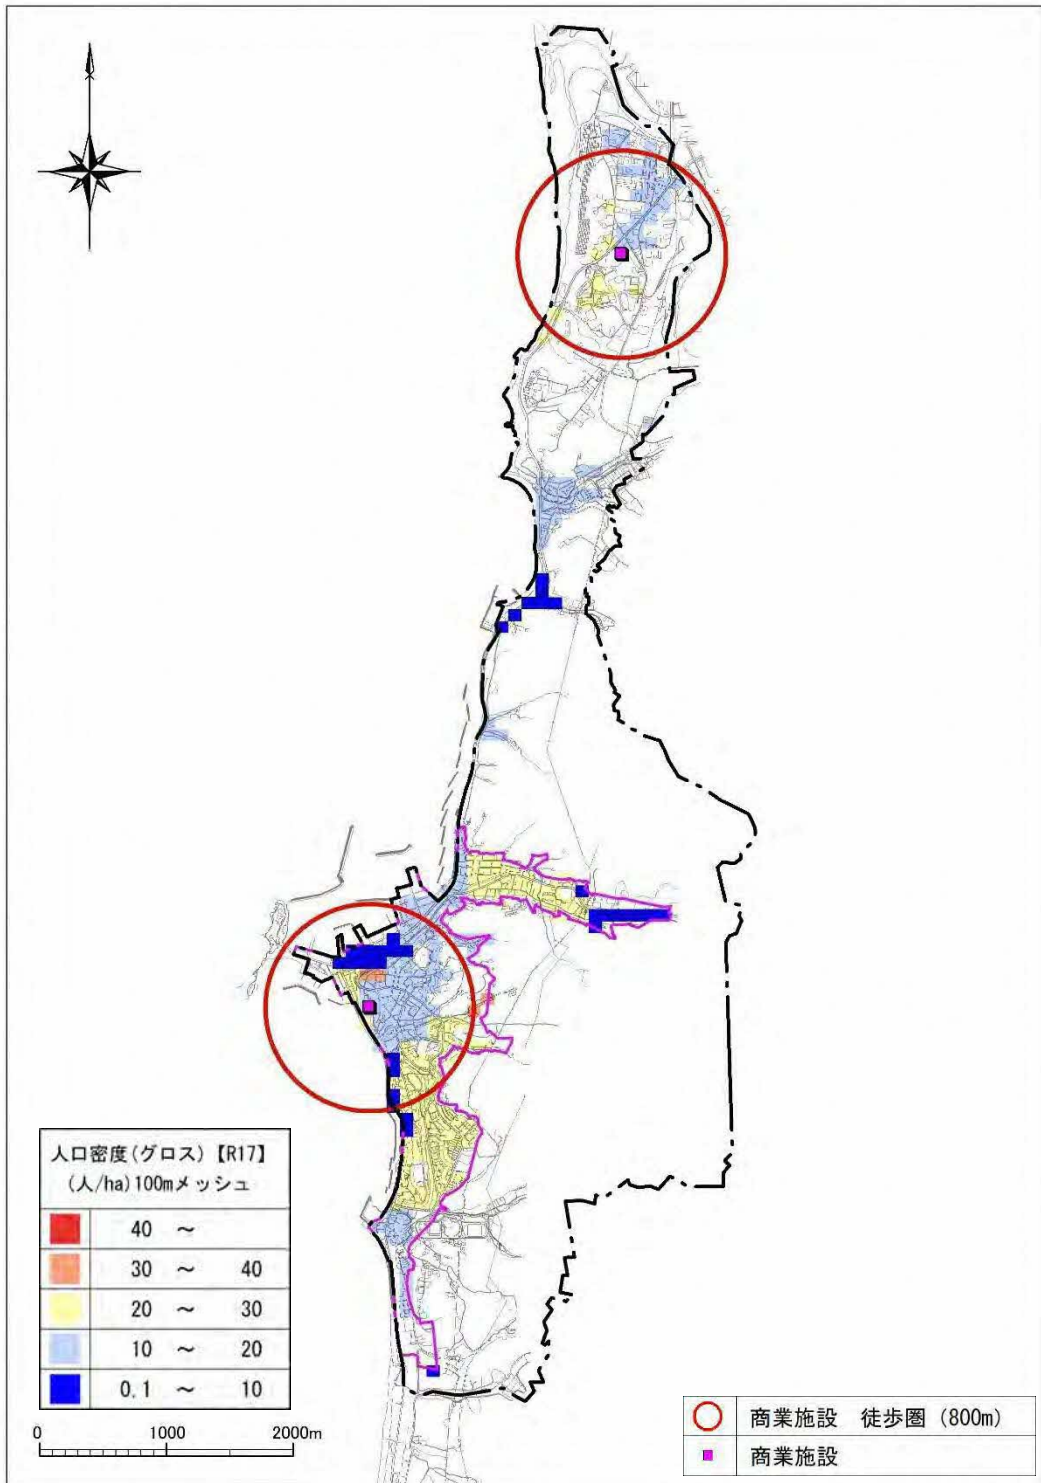 人口密度(グロス)【R17】
(人/ha)100mメッシュ
40 ～
30 ～ 40
20 ～ 30
10 ～ 20
0.1 ～ 10
0 1000 2000m
商業施設 徒歩圏 (800m)
商業施設